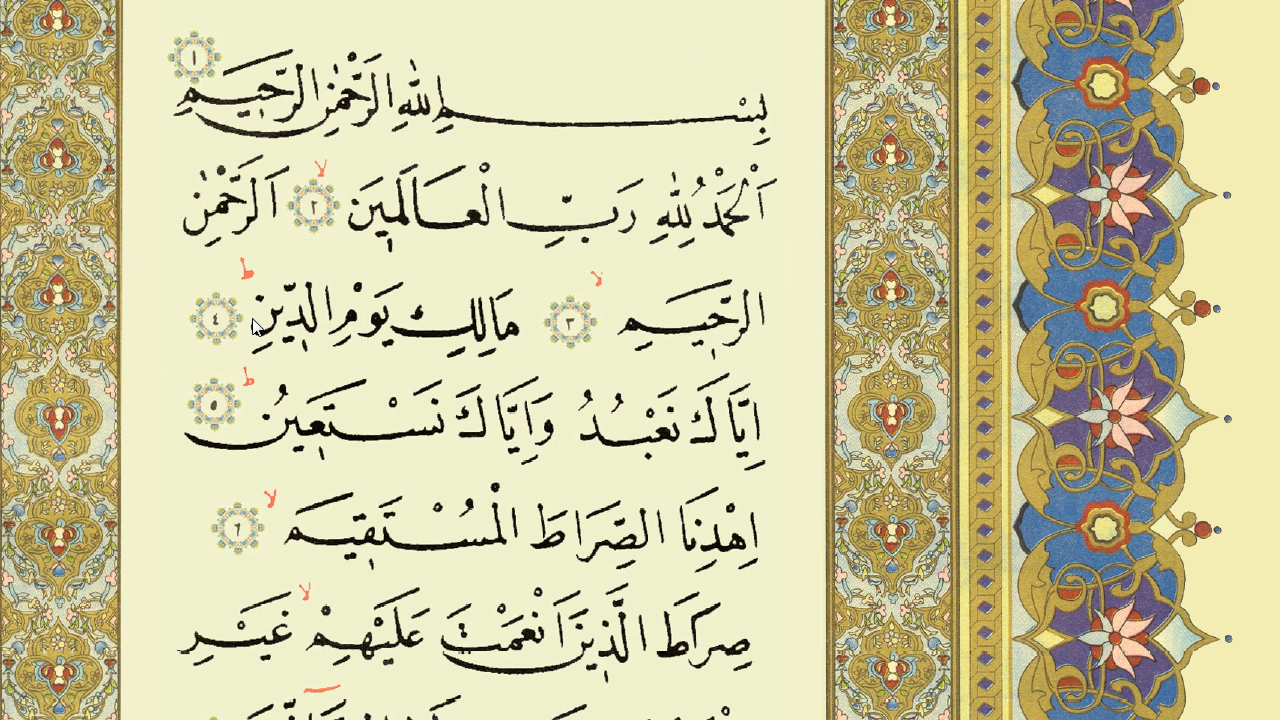 بِسْمِ اللّٰهِ الرَّحْمٰنِ الرَّحِيمِ ١
اَلْحَمْدُ لِلّٰهِ رَبِّ الْعَالَمِينَ ٢ اَلرَّحْمٰنِ
الرَّحِيمِ ٣ مَالِكِ يَوْمِ الدِّينِ ٤
اِيَّاكَ نَعْبُدُ وَاِيَّاكَ نَسْتَعِينُ ٥
اِهْدِنَا الصِّرَاطَ الْمُسْتَقِيمَ ٦
صِرَاطَ الَّذِينَ اَنْعَمْتَ عَلَيْهِمْ غَيْرِ